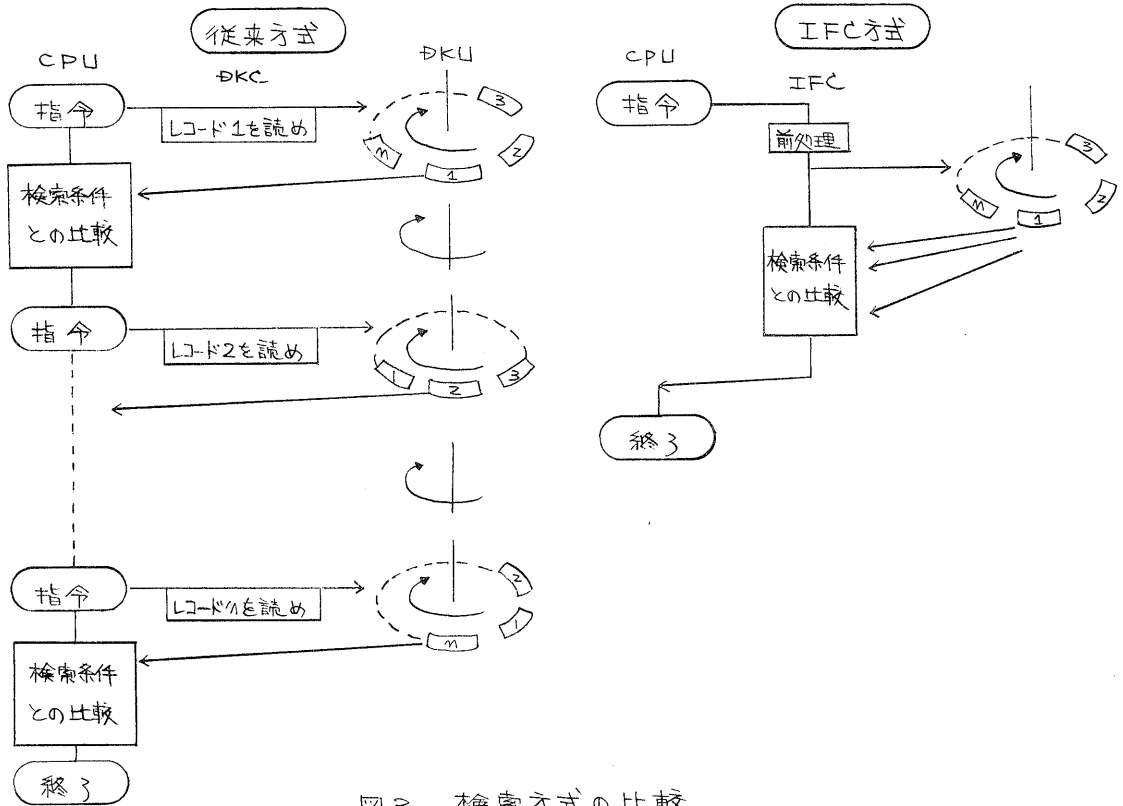 従来方式
CPU
DKC
DKU
指令
レコード1を読め
3
2
1
n
検索条件
との比較
指令
レコード2を読め
1
2
3
指令
レコードnを読め
2
1
n
検索条件
との比較
終了
IFC方式
CPU
IFC
指令
前処理
3
2
1
n
検索条件
との比較
終了
検索方式の比較